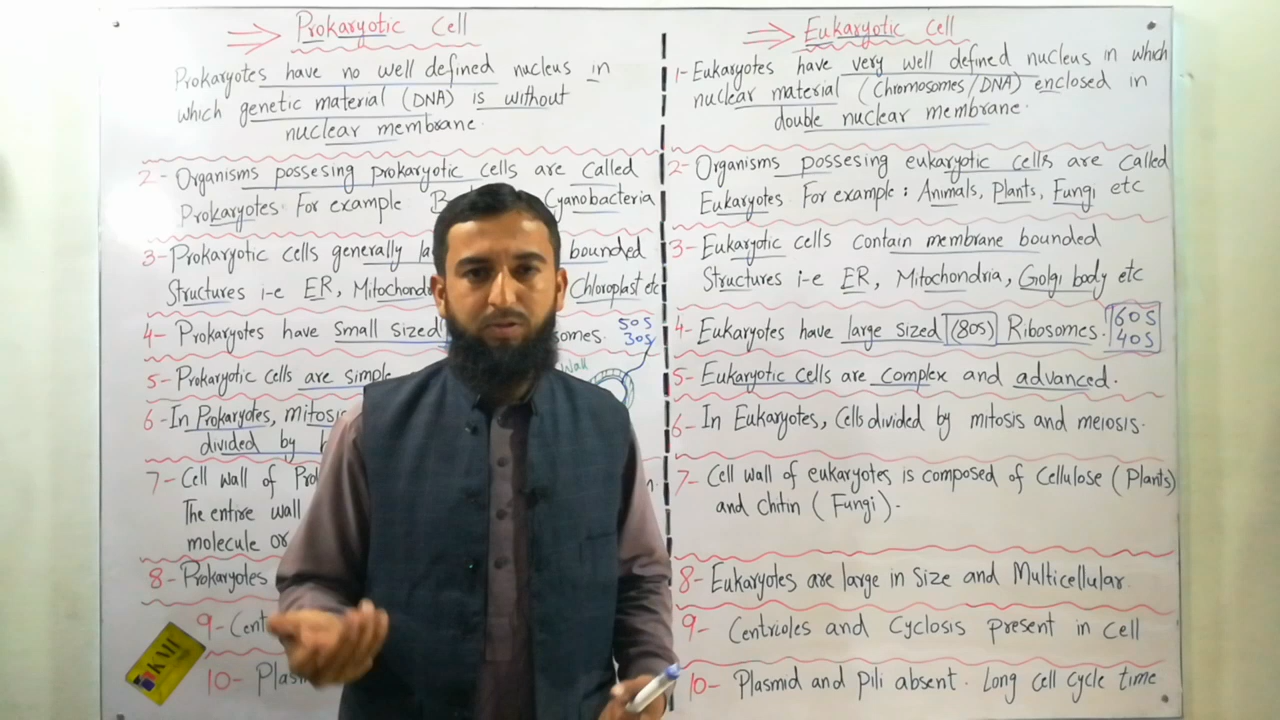 Prokaryotic Cell
Prokaryotes have no well defined nucleus in
which genetic material (DNA) is without
nuclear membrane.
2- Organisms possesing prokaryotic cells are called
Prokaryotes For example Cyanobacteria
3- Prokaryotic cells generally bounded
Structures i-e ER, Chloroplast etc
4- Prokaryotes have small sized
50S
30S
5- Prokaryotic cells are simple
Wall
6- In Prokaryotes, mitosis
divided by
7- Cell wall of
The entire wall
molecule or
8- Prokaryotes
9-
10-
KMF
Eukaryotic Cell
1- Eukaryotes have very well defined nucleus in which
nuclear material (Chromosomes/DNA) enclosed in
double nuclear membrane.
2- Organisms possesing eukaryotic cells are called
Eukaryotes For example: Animals, Plants, Fungi etc
3- Eukaryotic cells contain membrane bounded
Structures i-e ER, Mitochondria, Golgi body etc
4- Eukaryotes have large sized (80S) Ribosomes.
60S
40S
5- Eukaryotic cells are complex and advanced.
6- In Eukaryotes, Cells divided by mitosis and meiosis.
7- Cell wall of eukaryotes is composed of Cellulose (Plants)
and chitin (Fungi).
8- Eukaryotes are large in size and Multicellular.
9- Centrioles and Cyclosis present in cell
10- Plasmid and pili absent. Long cell cycle time